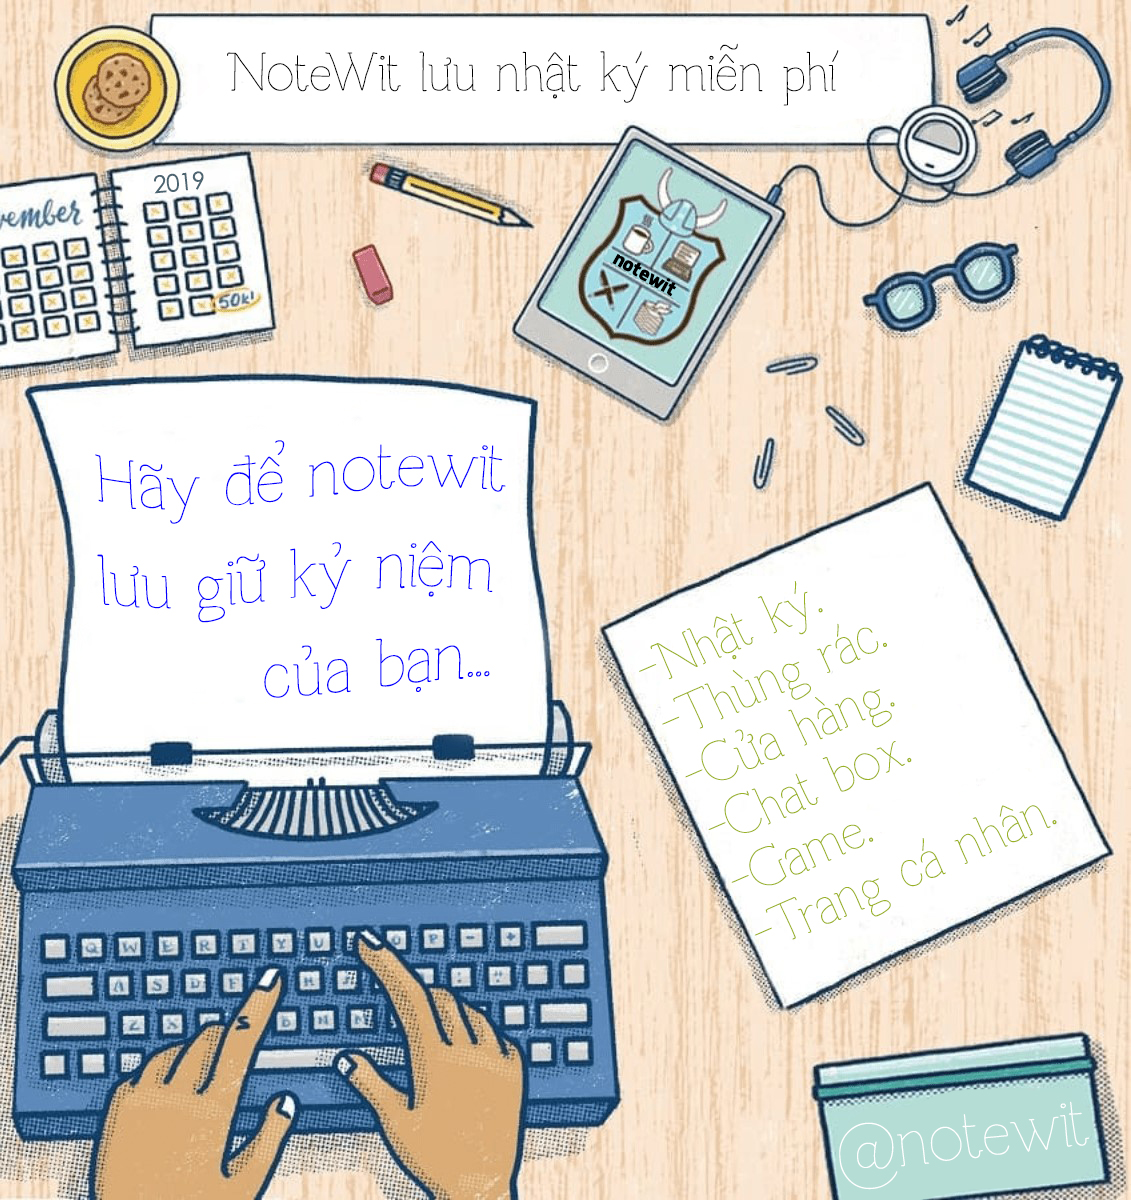 NoteWit lưu nhật ký miễn phí
vember
2019
50k!
notewit
Hãy để notewit
lưu giữ kỷ niệm
của bạn...
-Nhật ký.
-Thùng rác.
-Cửa hàng.
-Chat box.
-Game.
-Trang cá nhân.
Q W E R T Y U O P - +
A S D F H J : "
Z X B N
S
@notewit